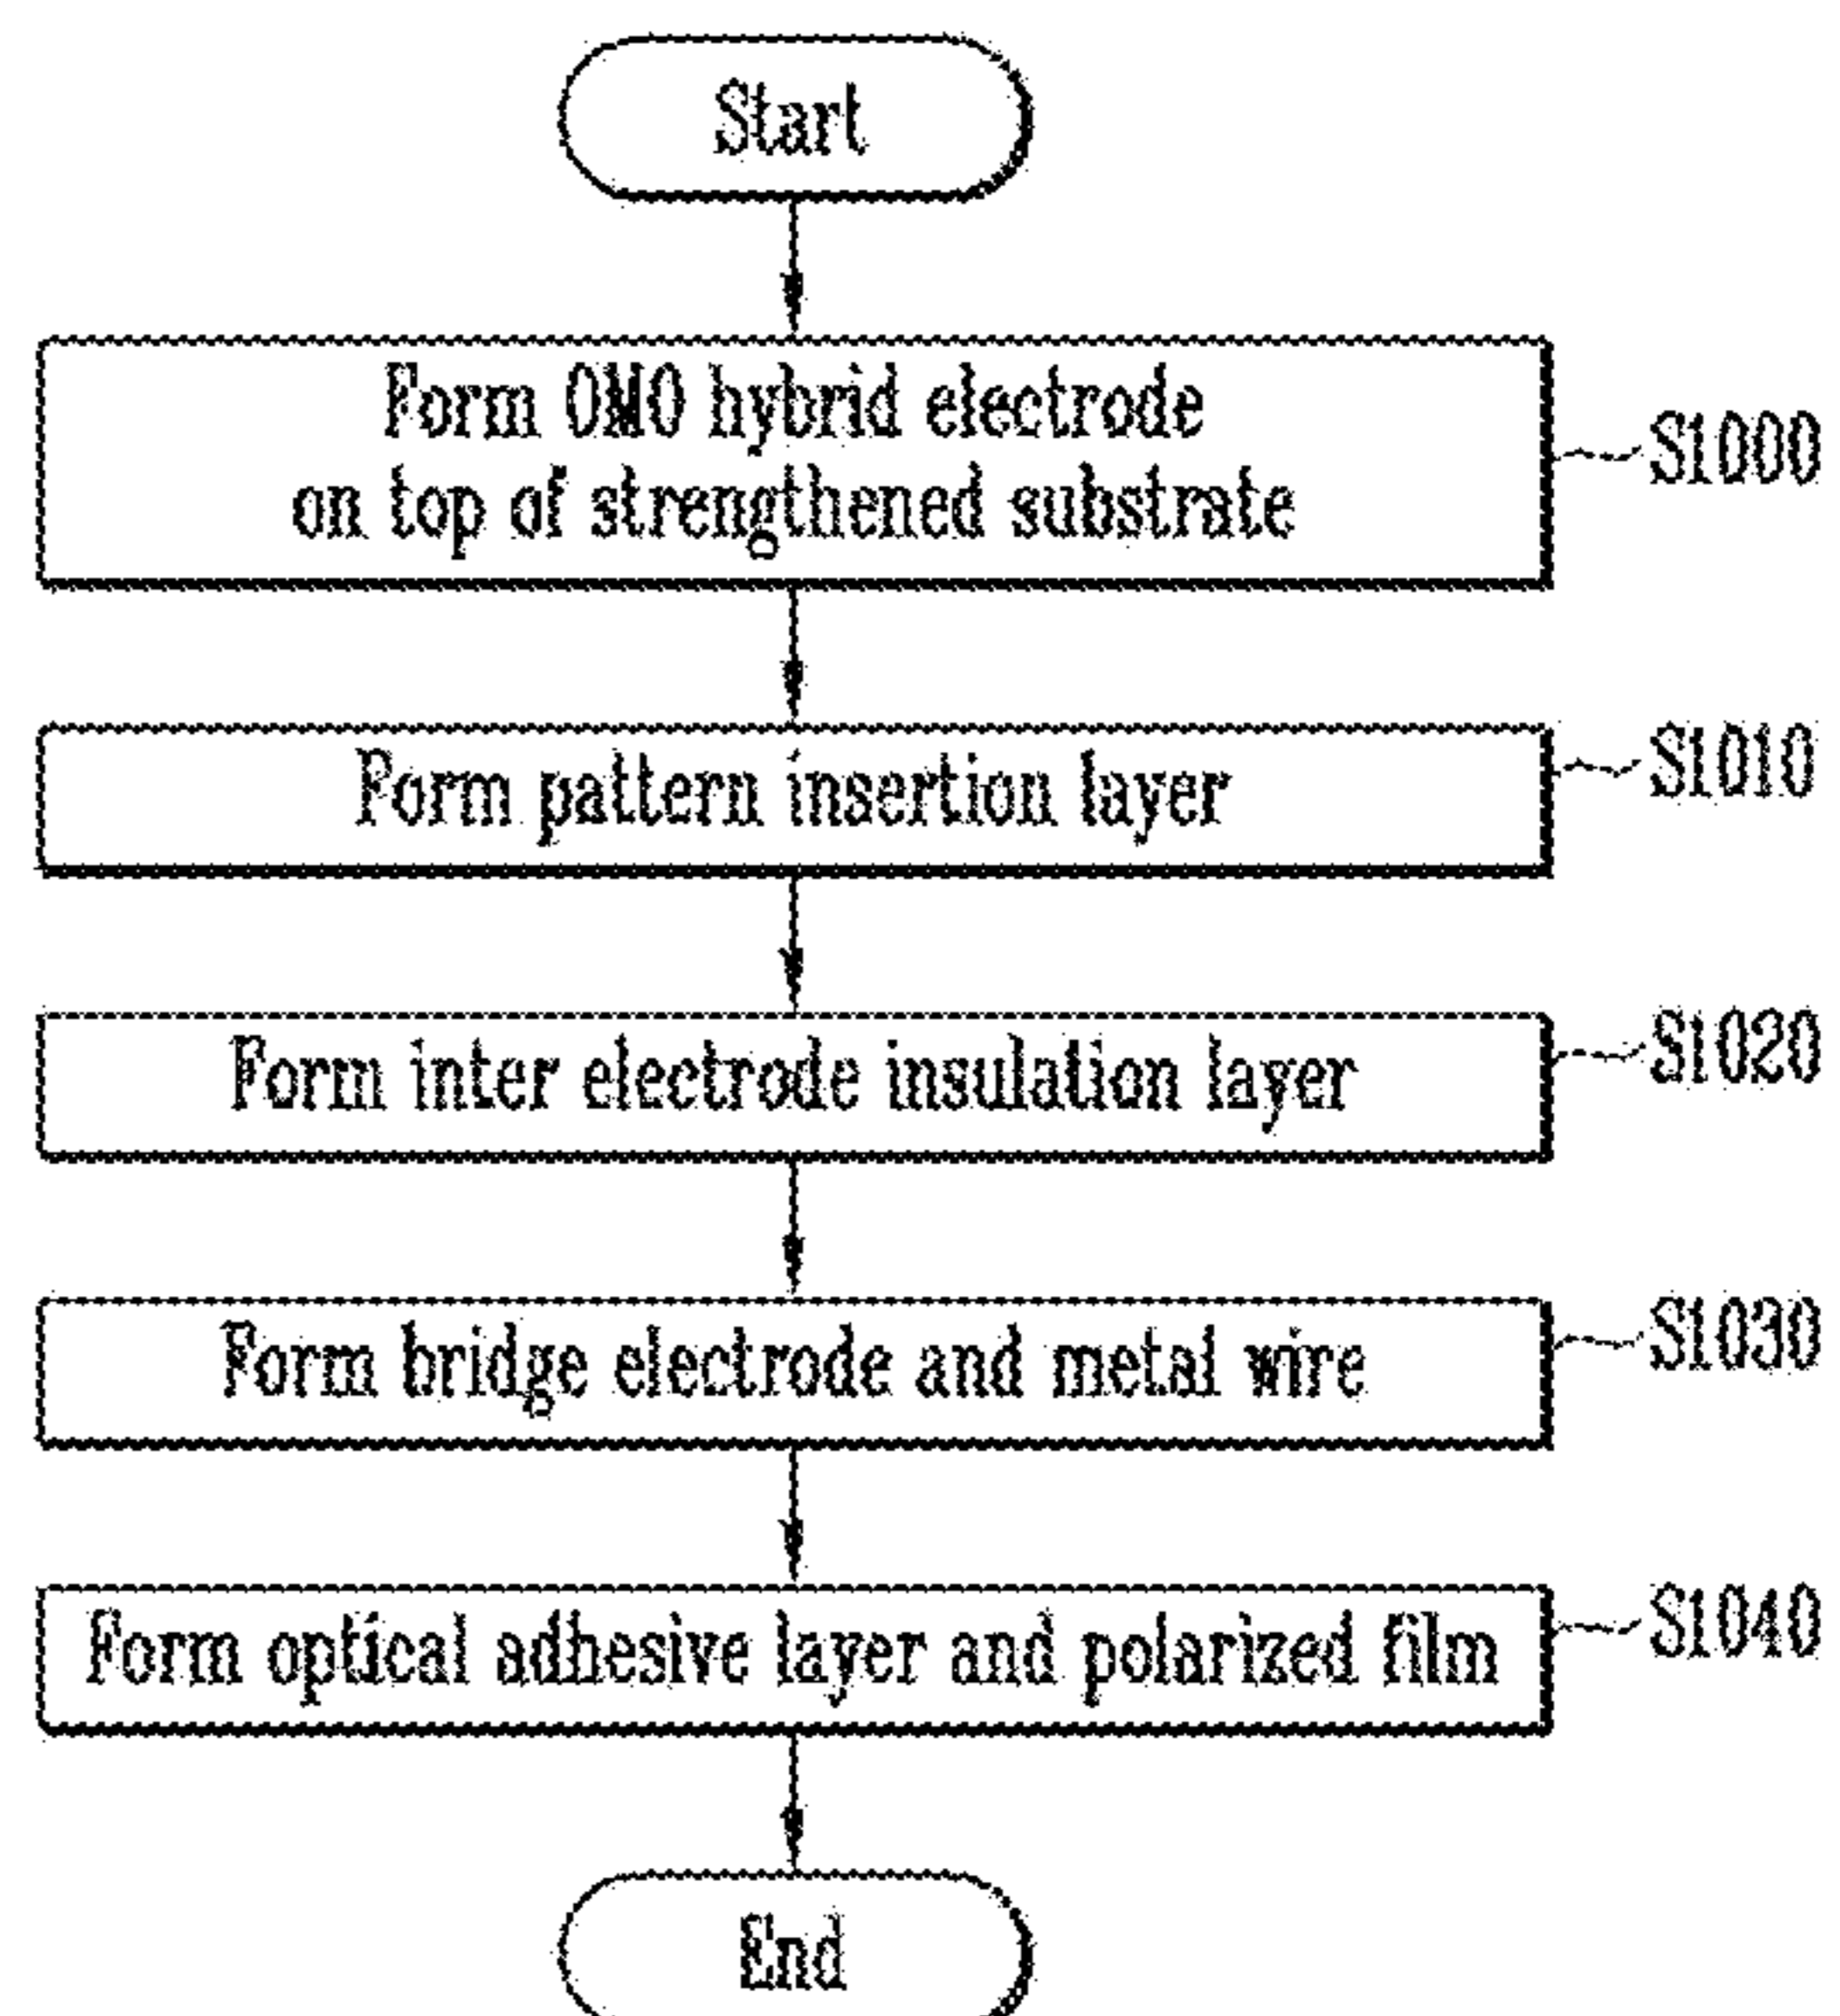 Start
Form OMO hybrid electrode
on top of strengthened substrate
S1000
Form pattern insertion layer
S1010
Form inter electrode insulation layer
S1020
Form bridge electrode and metal wire
S1030
Form optical adhesive layer and polarized film
S1040
End